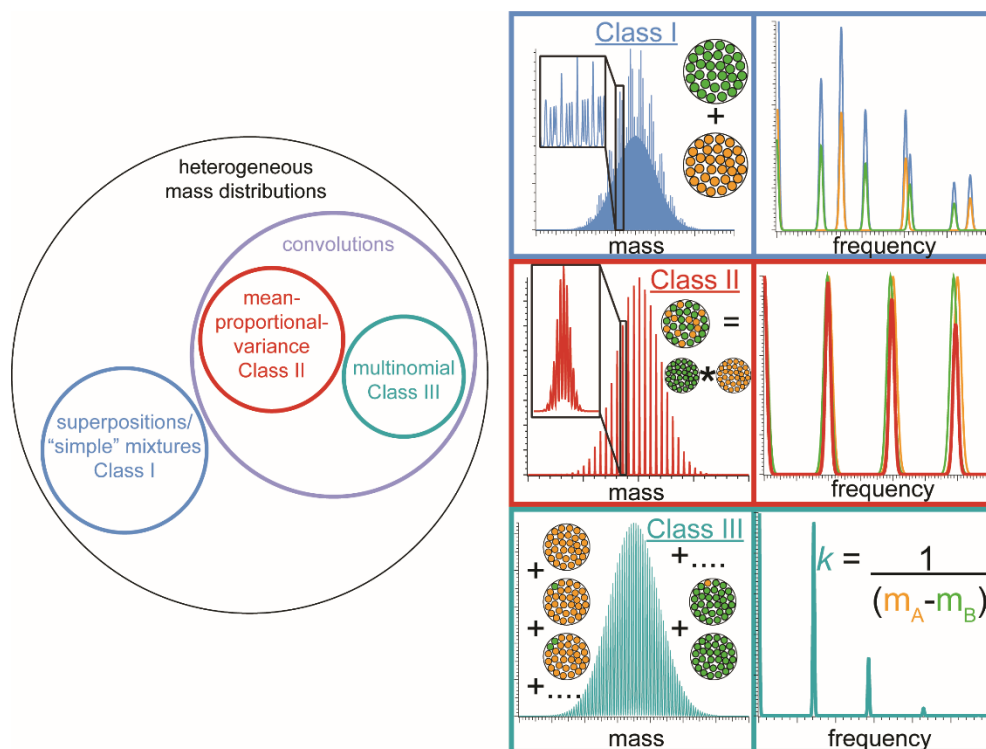 heterogeneous
mass distributions
convolutions
mean-
proportional-
variance
Class II
multinomial
Class III
superpositions/
“simple” mixtures
Class I
Class I
+
mass
frequency
Class II
=
*
mass
frequency
Class III
+
+....
+
+
+
+....
mass
k = 1
(mA-mB)
frequency